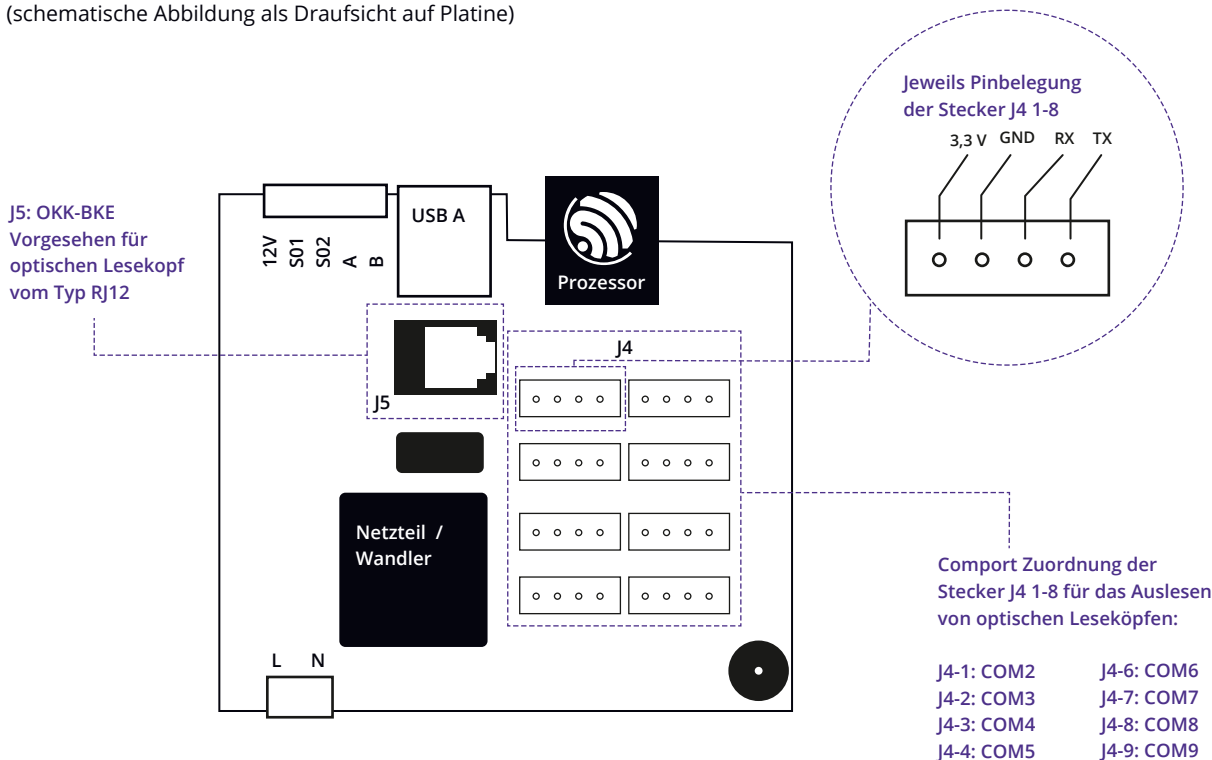 (schematische Abbildung als Draufsicht auf Platine)
Jeweils Pinbelegung
der Stecker J4 1-8
3,3 V GND RX TX
J5: OKK-BKE
Vorgesehen für
optischen Lesekopf
vom Typ RJ12
12V
S01
S02
A
B
USB A
Prozessor
J4
J5
Netzteil /
Wandler
L N
Comport Zuordnung der
Stecker J4 1-8 für das Auslesen
von optischen Leseköpfen:
J4-1: COM2 J4-6: COM6
J4-2: COM3 J4-7: COM7
J4-3: COM4 J4-8: COM8
J4-4: COM5 J4-9: COM9